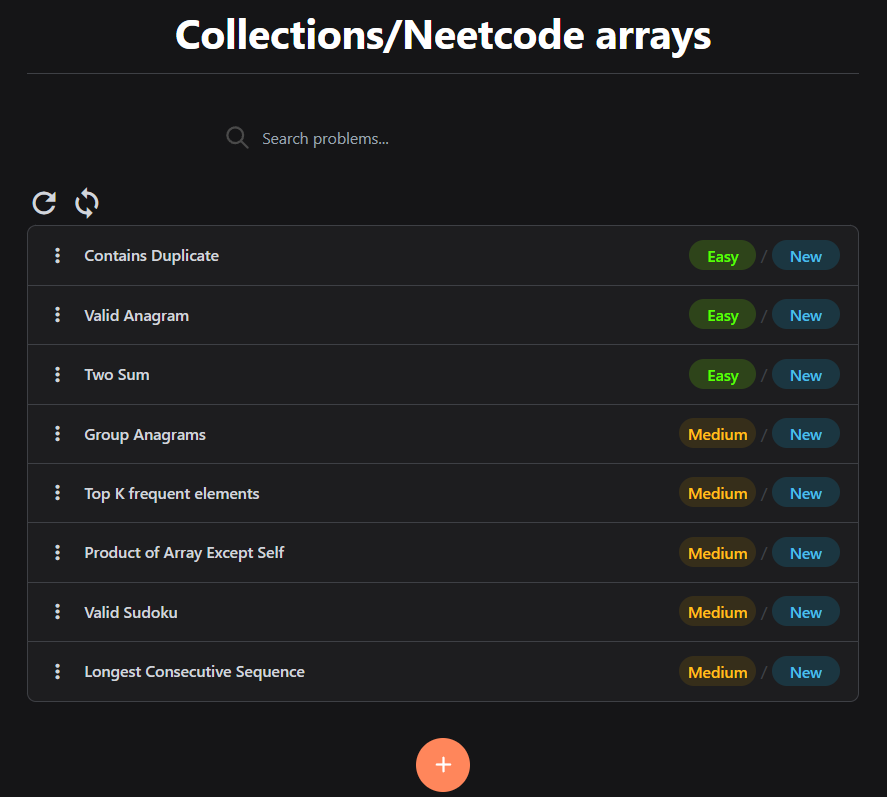 Collections/Neetcode arrays
Search problems...
Contains Duplicate Easy / New
Valid Anagram Easy / New
Two Sum Easy / New
Group Anagrams Medium / New
Top K frequent elements Medium / New
Product of Array Except Self Medium / New
Valid Sudoku Medium / New
Longest Consecutive Sequence Medium / New
+